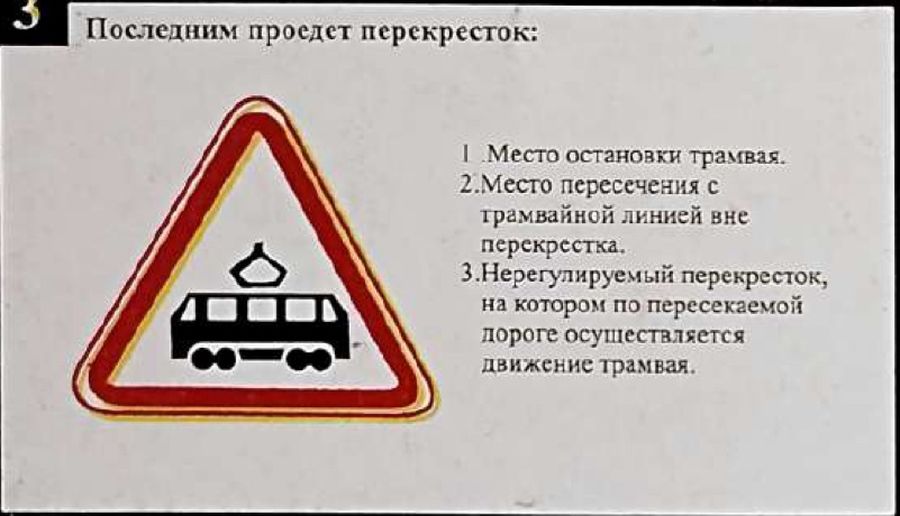 3
Последним проедет перекресток:
1 .Место остановки трамвая.
2.Место пересечения с
трамвайной линией вне
перекрестка.
3.Нерегулируемый перекресток,
на котором по пересекаемой
дороге осуществляется
движение трамвая.